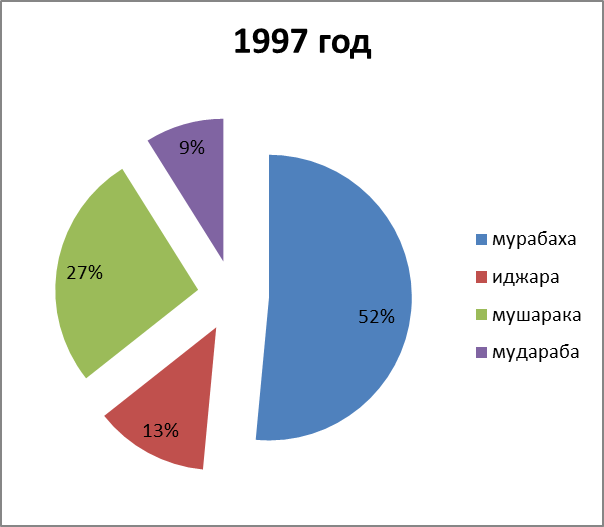 1997 год
9%
27%
52%
13%
мурабаха
иджара
мушарака
мудараба